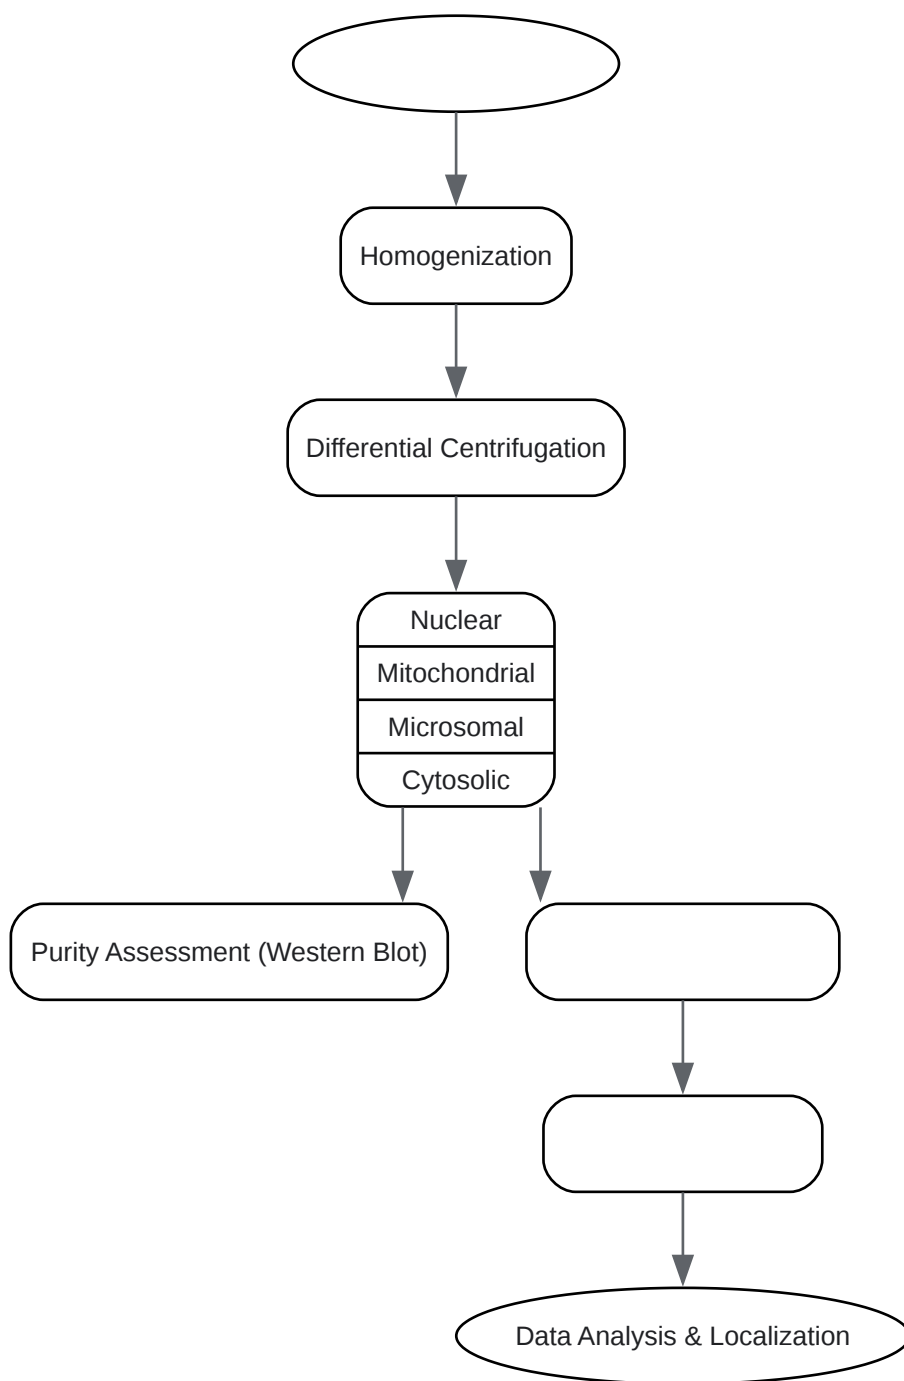 Homogenization
Differential Centrifugation
Nuclear
Mitochondrial
Microsomal
Cytosolic
Purity Assessment (Western Blot)
Data Analysis & Localization